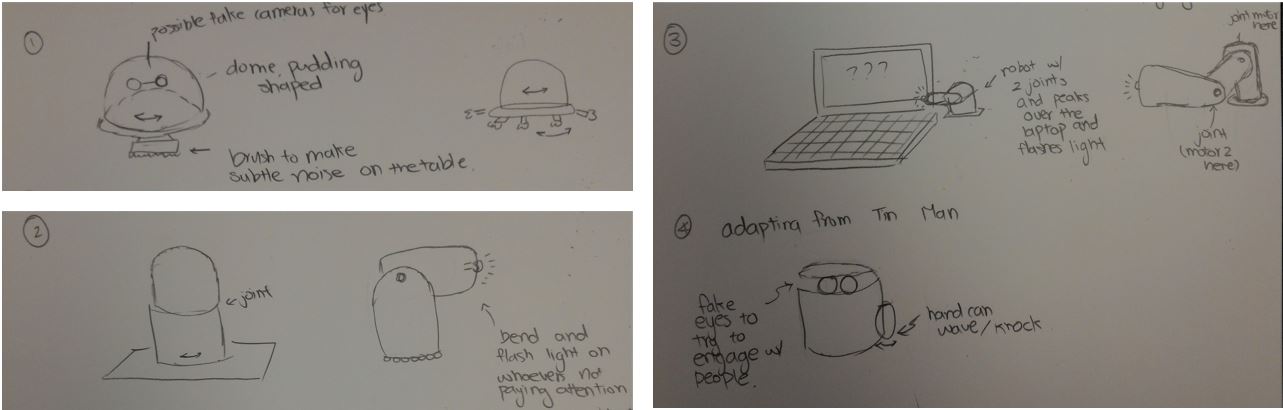 1
possible fake cameras for eyes
dome, pudding
shaped
brush to make
subtle noise on the table.
2
joint
bend and
flash light on
whoever not
paying attention
3
???
robot w/
2 joints
and peaks
over the
laptop and
flashes light
joint motor
here
joint
(motor 2
here)
4 adapting from Tin Man
fake
eyes to
try to
engage w/
people.
hard can
wave/knock